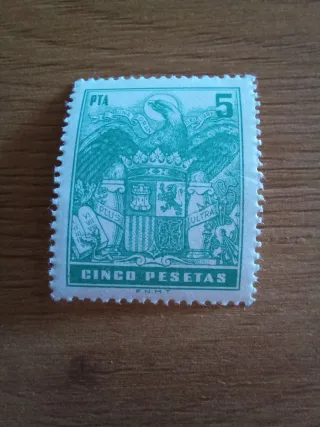 PTA 5
PLUS ULTRA
CINCO PESETAS
F.N.M.T.